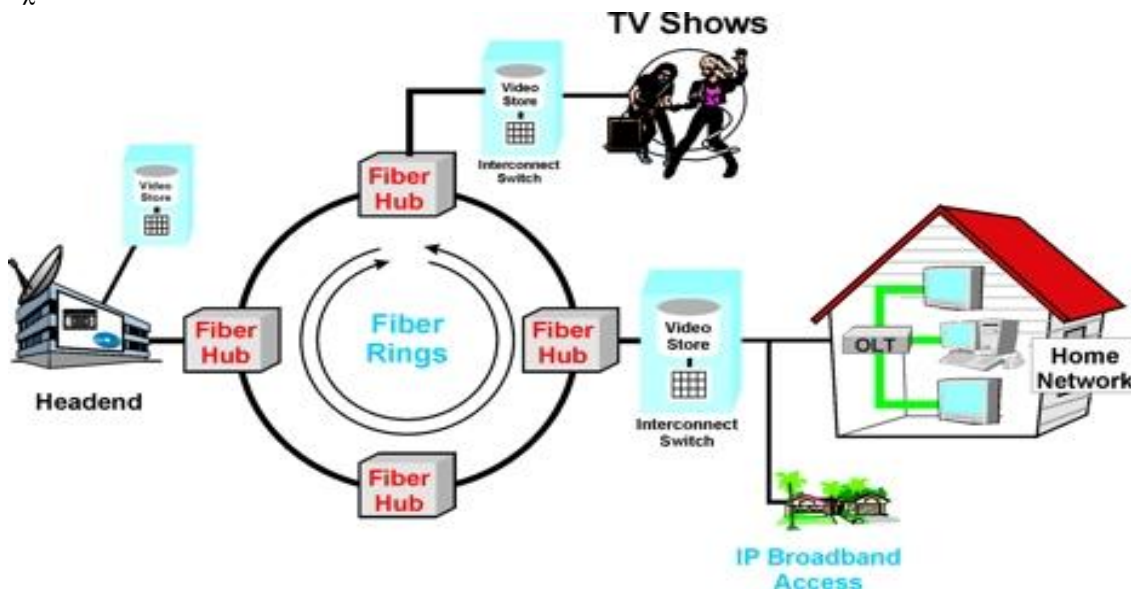 λ
TV Shows
Video
Store
Interconnect
Switch
Video
Store
Fiber
Hub
Fiber
Hub
Fiber
Rings
Fiber
Hub
Video
Store
OLT
Home
Network
Headend
Interconnect
Switch
Fiber
Hub
IP Broadband
Access